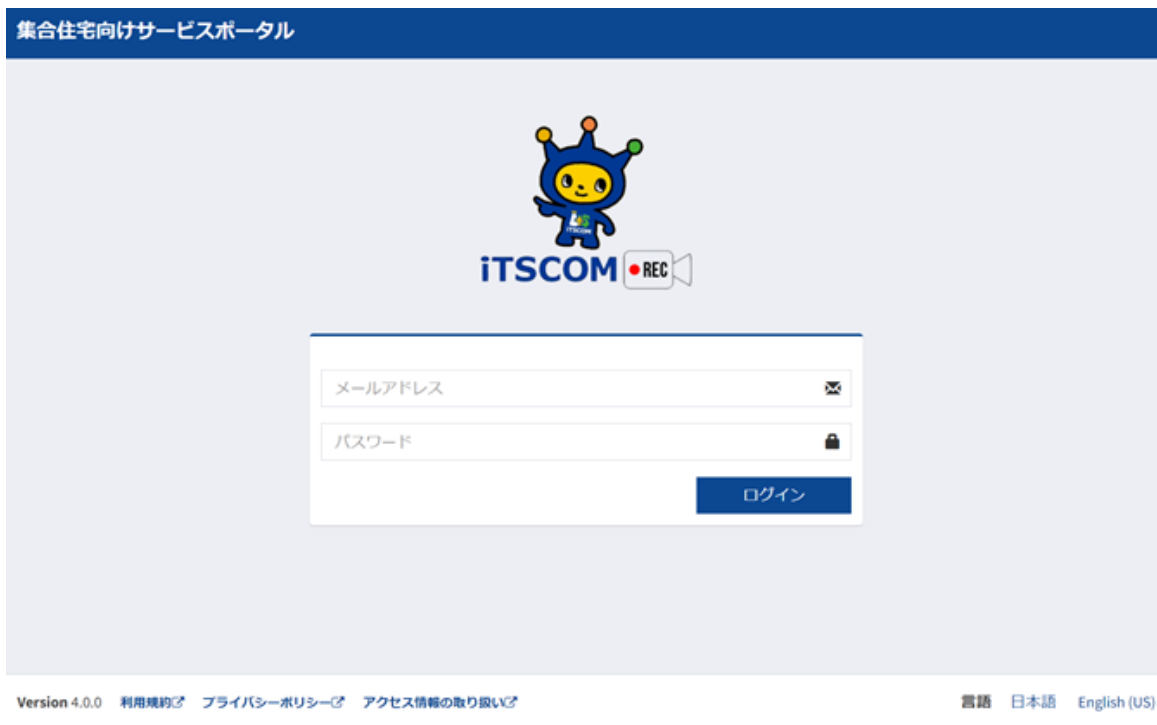 集合住宅向けサービスポータル
iTSCOM
iTSCOM REC
メールアドレス
パスワード
ログイン
Version 4.0.0 利用規約 プライバシーポリシー アクセス情報の取り扱い 言語 日本語 English (US)